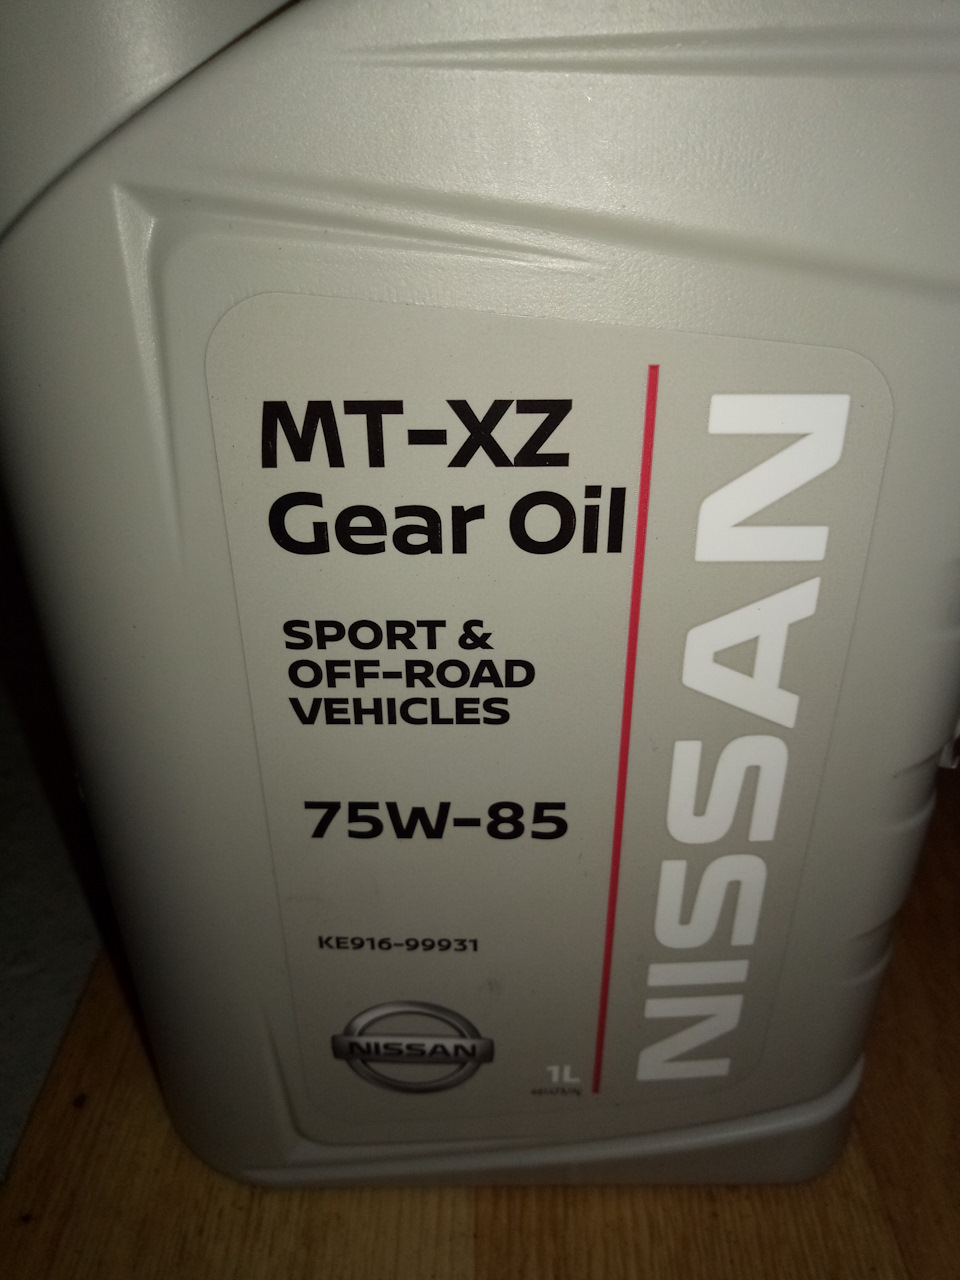 MT-XZ
Gear Oil
SPORT &
OFF-ROAD
VEHICLES
75W-85
KE916-99931
NISSAN
1L
NISSAN